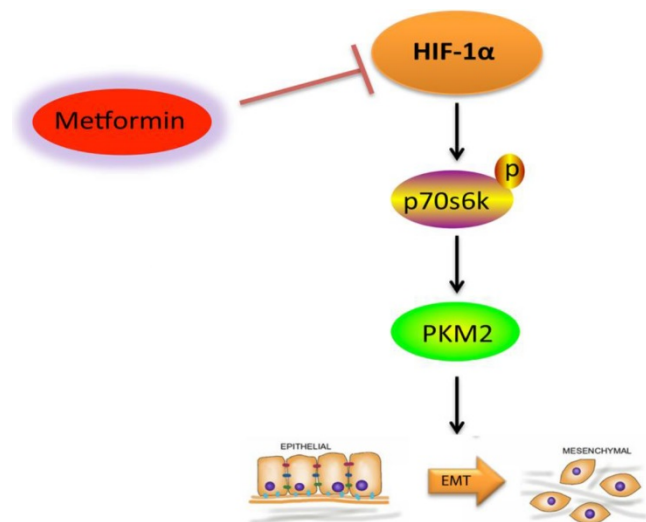 HIF-1α
Metformin
p
p70s6k
PKM2
EPITHELIAL
EMT
MESENCHYMAL